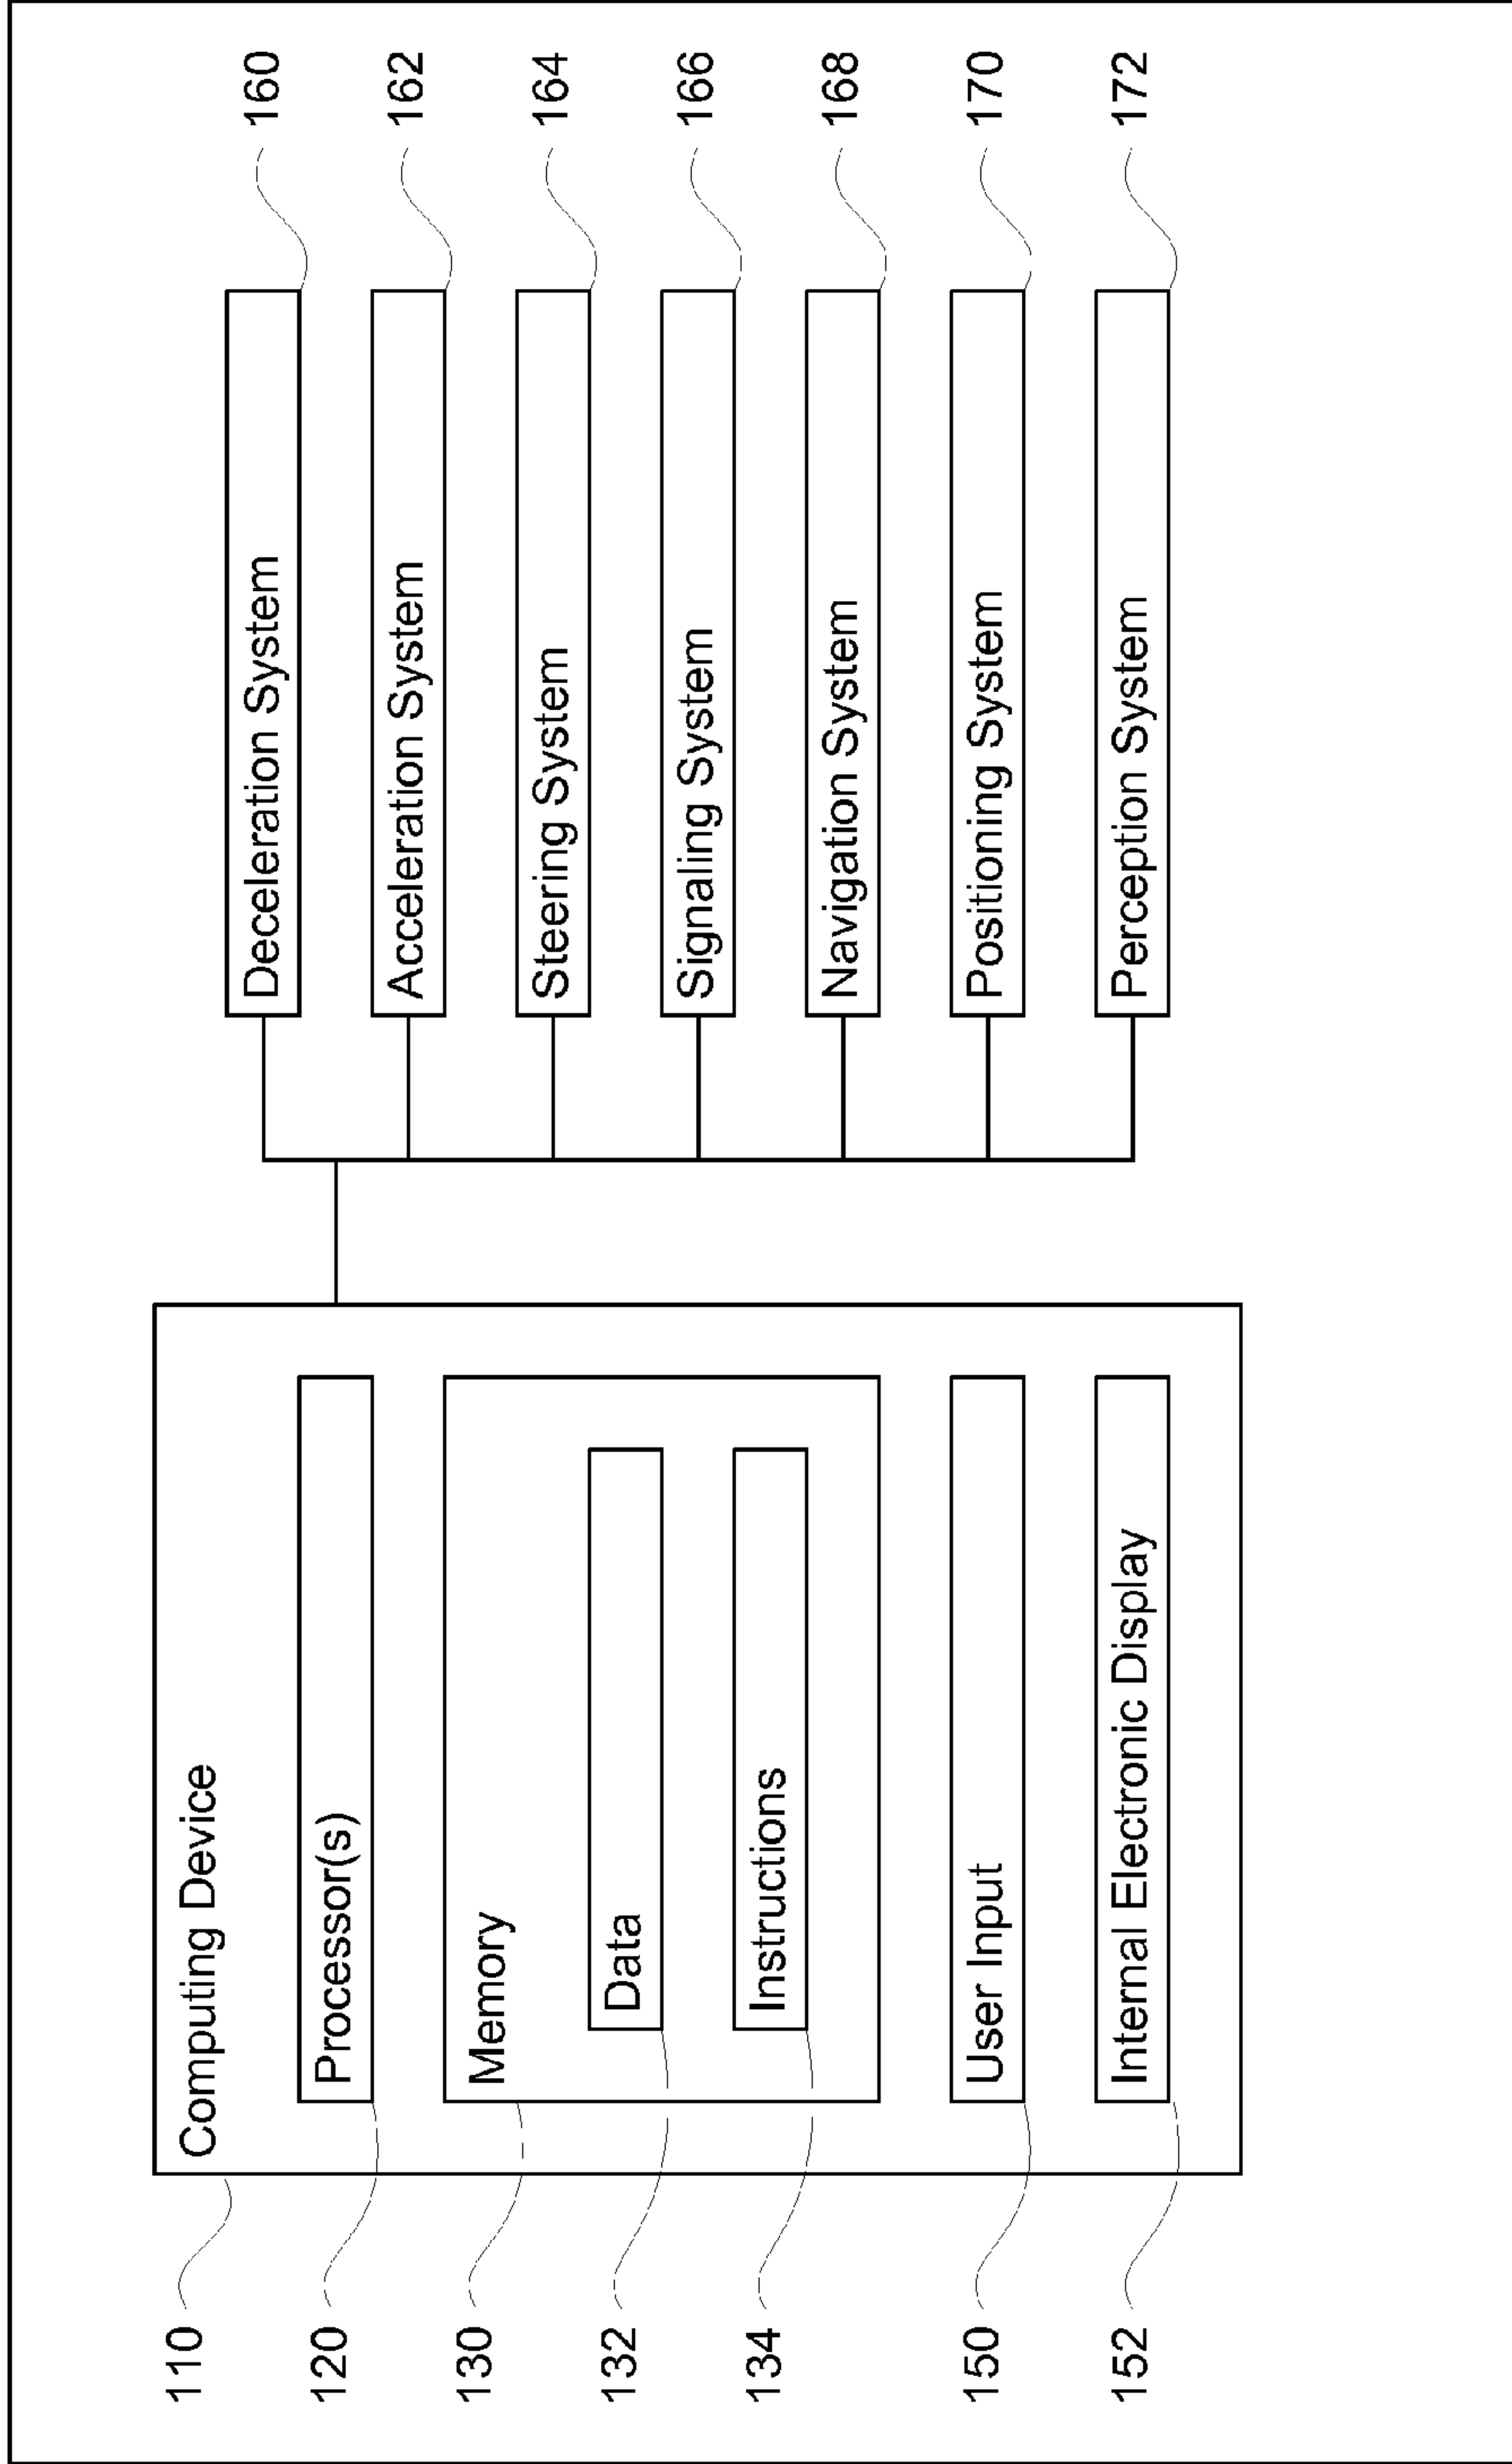 110
Computing Device
120
Processor(s)
130
Memory
132
Data
134
Instructions
150
User Input
152
Internal Electronic Display
Deceleration System
160
Acceleration System
162
Steering System
164
Signaling System
166
Navigation System
168
Positioning System
170
Perception System
172